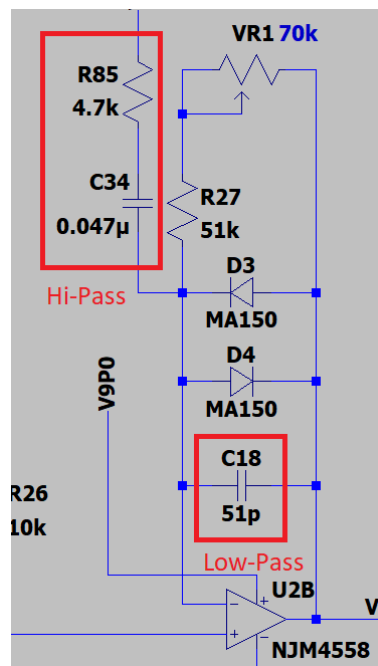 VR1 70k
R85
4.7k
C34
0.047µ
R27
51k
Hi-Pass
D3
MA150
D4
MA150
V9P0
C18
51p
R26
10k
Low-Pass
U2B
V
NJM4558